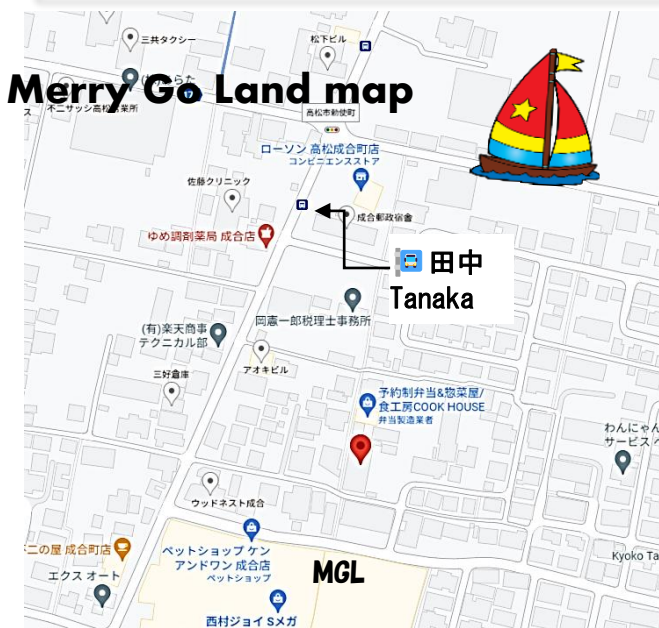 三共タクシー
松下ビル
Merry Go Land map
不二サッシ高松営業所
高松市勅使町
ローソン 高松成合町店
コンビニエンスストア
佐藤クリニック
成合郵政宿舎
ゆめ調剤薬局 成合店
田中
Tanaka
岡憲一郎税理士事務所
(有)楽天商事
テクニカル部
アオキビル
三好倉庫
予約制弁当&惣菜屋/
食工房COOK HOUSE
弁当製造業者
わんにゃん
サービス
ウッドネスト成合
二の屋 成合町店
ペットショップ ケン
アンドワン 成合店
ペットショップ
エクス オート
MGL
Kyoko Ta
西村ジョイ Sメガ